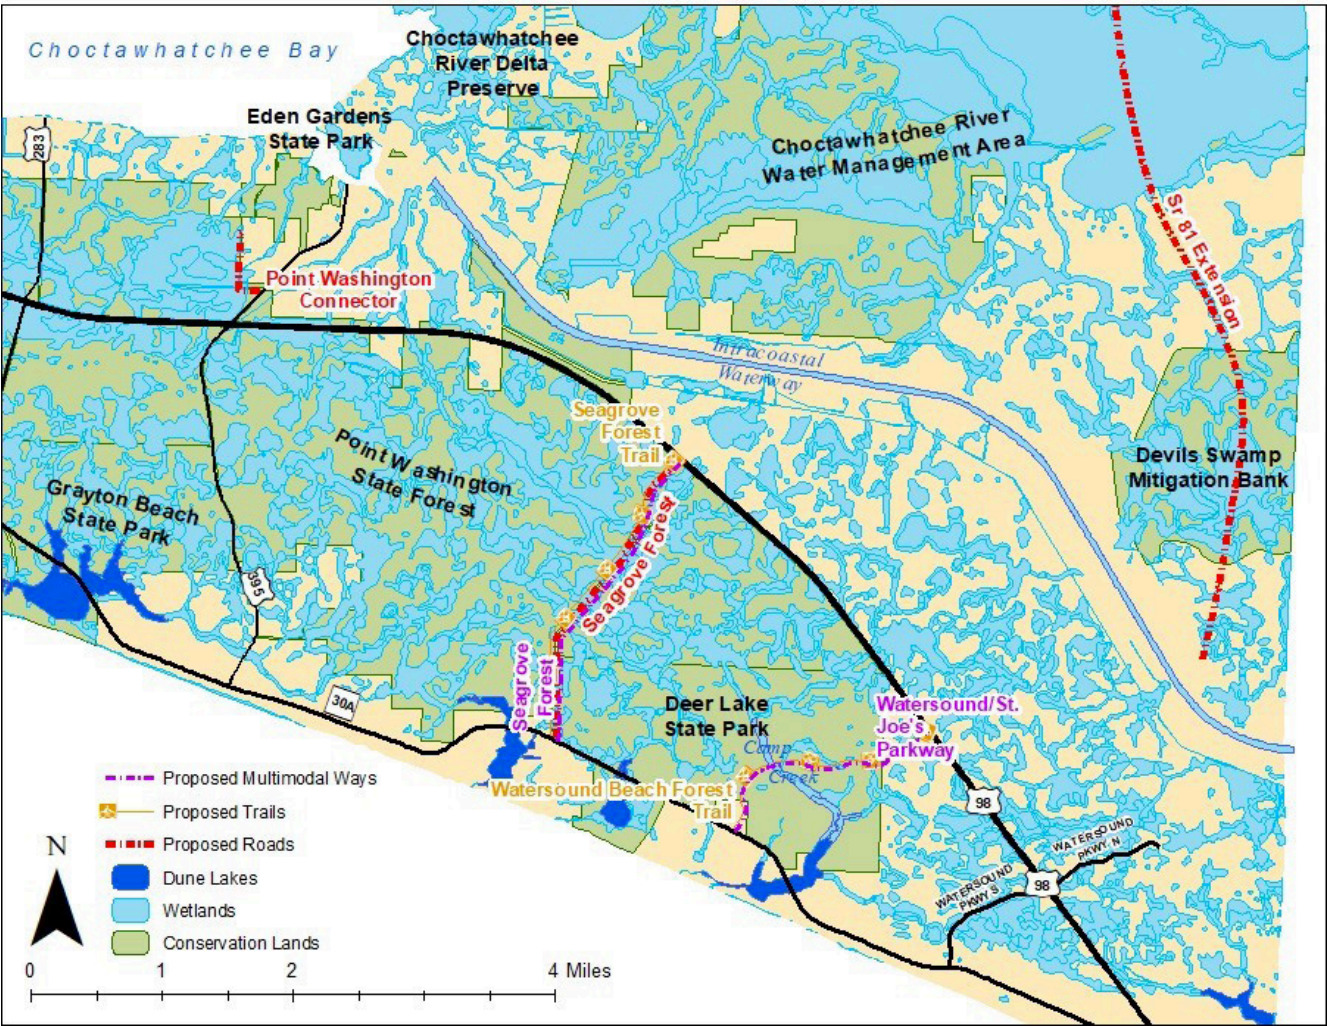 Choctawhatchee Bay
Choctawhatchee
River Delta
Preserve
Eden Gardens
State Park
Choctawhatchee River
Water Management Area
283
Sr 81 Extension
Point Washington
Connector
Intracoastal
Waterway
Seagrove
Forest
Trail
Point Washington
State Forest
Devils Swamp
Mitigation Bank
Grayton Beach
State Park
Seagrove Forest
395
Seagrove
Forest
30A
Deer Lake
State Park
Watersound/St.
Joe's
Parkway
Camp
Creek
Watersound Beach Forest
Trail
98
WATERSOUND
PKWY N
98
WATERSOUND
PKWY S
Proposed Multimodal Ways
Proposed Trails
Proposed Roads
Dune Lakes
Wetlands
Conservation Lands
N
0 1 2 4 Miles